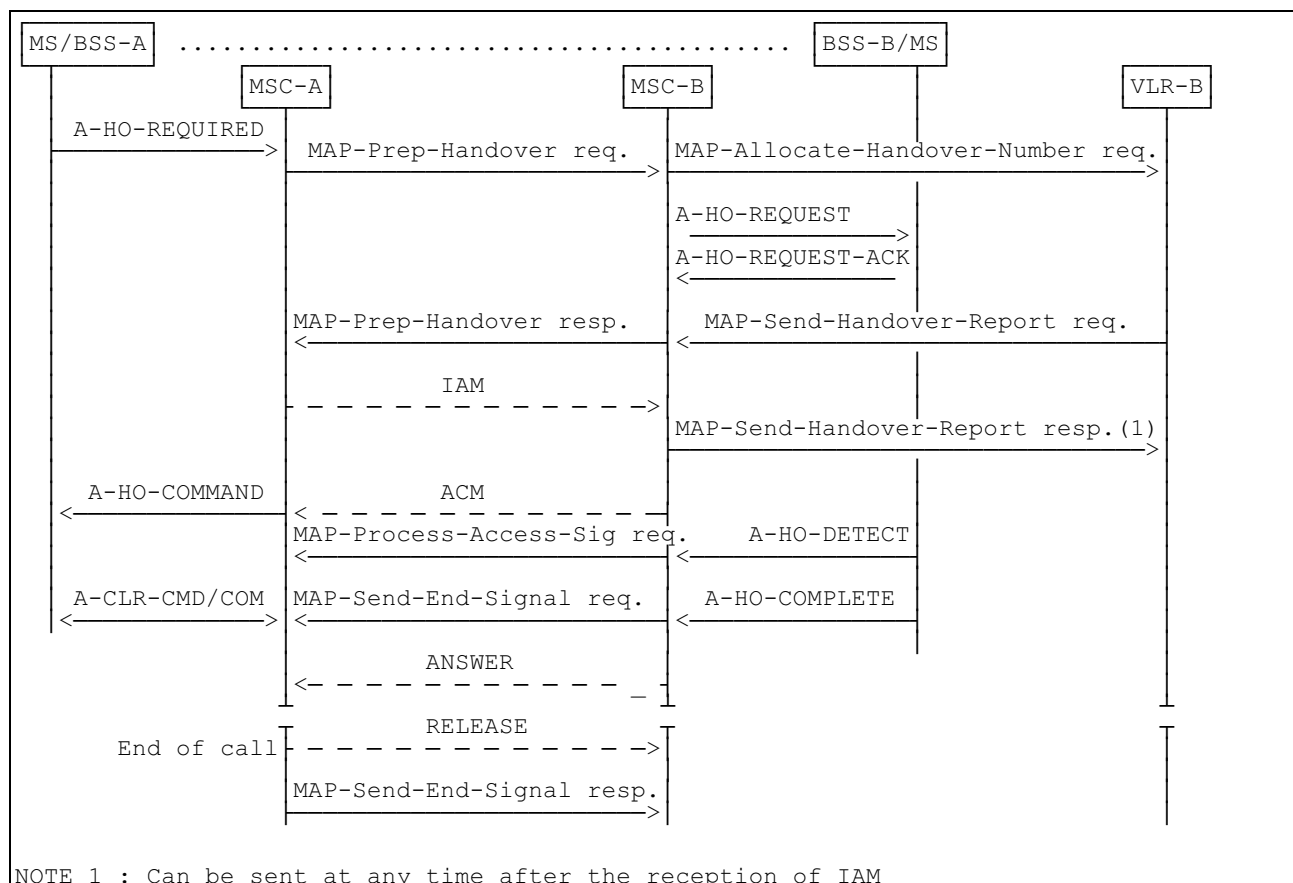 MS/BSS-A BSS-B/MS
MSC-A MSC-B VLR-B
A-HO-REQUIRED
MAP-Prep-Handover req. MAP-Allocate-Handover-Number req.
A-HO-REQUEST
A-HO-REQUEST-ACK
MAP-Prep-Handover resp. MAP-Send-Handover-Report req.
IAM
MAP-Send-Handover-Report resp.(1)
A-HO-COMMAND ACM
MAP-Process-Access-Sig req. A-HO-DETECT
A-CLR-CMD/COM MAP-Send-End-Signal req. A-HO-COMPLETE
ANSWER
RELEASE
End of call
MAP-Send-End-Signal resp.
NOTE 1 : Can be sent at any time after the reception of IAM